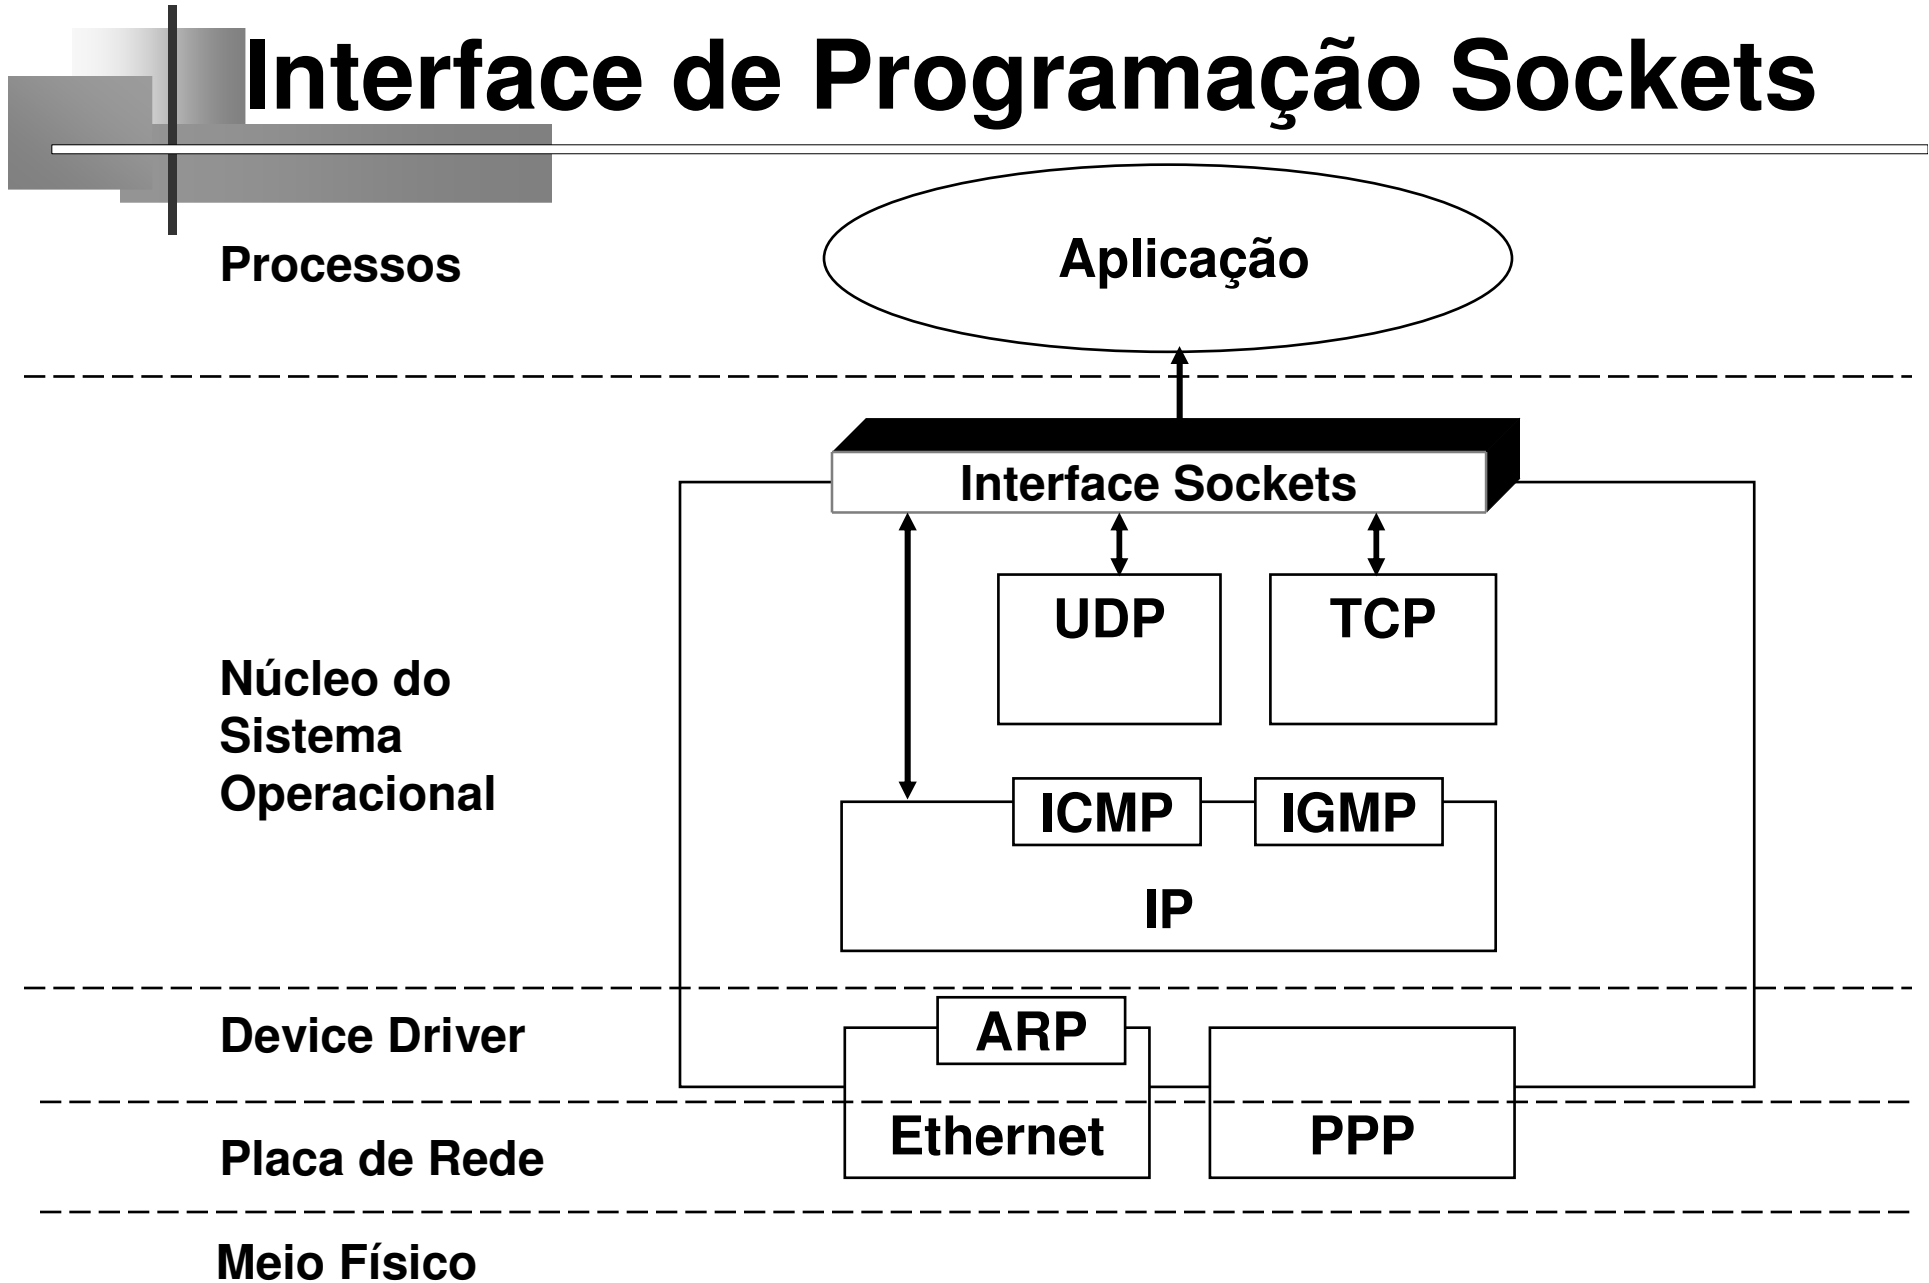 Interface de Programação Sockets
Processos
Aplicação
Interface Sockets
UDP
TCP
Núcleo do
Sistema
Operacional
ICMP
IGMP
IP
Device Driver
ARP
Ethernet
PPP
Placa de Rede
Meio Físico